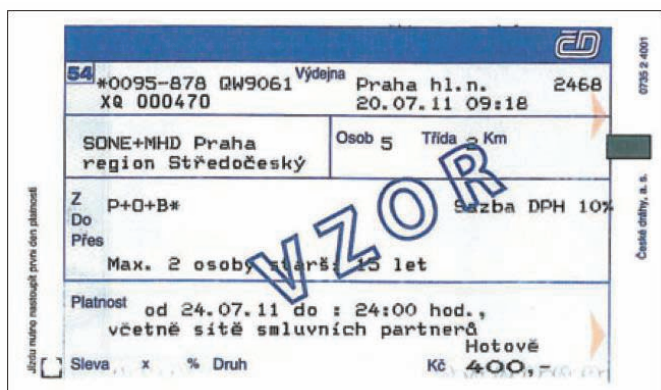 ČD
54 *0095-878 QW9061 Výdejna Praha hl.n. 2468
XQ 000470 20.07.11 09:18
0735 2 4001
SONE+MHD Praha Osob 5 Třída 2 Km
region Středočeský
Z P+O+B* Sazba DPH 10%
Do
Přes
VZOR
Max. 2 osoby starší 15 let
České dráhy, a. s.
Platnost od 24.07.11 do : 24:00 hod.,
včetně sítě smluvních partnerů
Hotově
Sleva x % Druh Kč 400,-
Jízdu nutno nastoupit první den platnosti